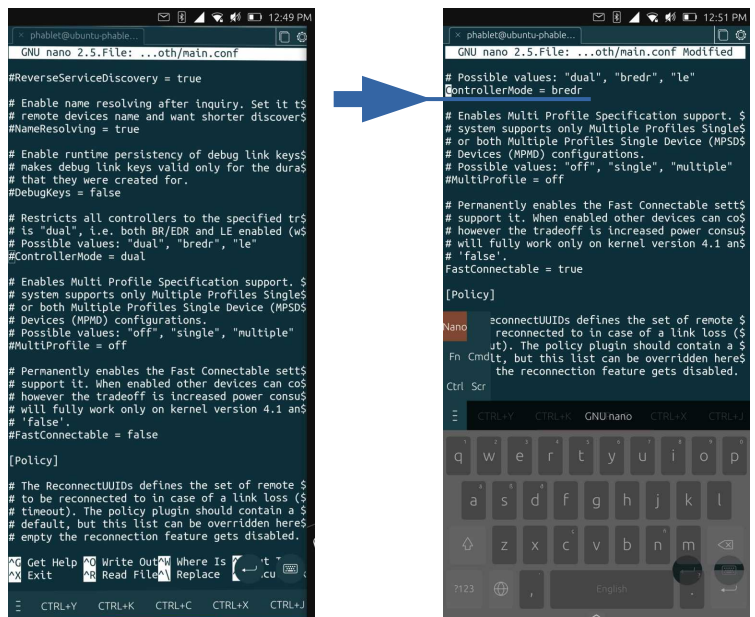 12:49 PM
× phablet@ubuntu-phable...
GNU nano 2.5.File: ...oth/main.conf
#ReverseServiceDiscovery = true
# Enable name resolving after inquiry. Set it t$
# remote devices name and want shorter discover$
#NameResolving = true
# Enable runtime persistency of debug link keys$
# makes debug link keys valid only for the dura$
# that they were created for.
#DebugKeys = false
# Restricts all controllers to the specified tr$
# is "dual", i.e. both BR/EDR and LE enabled (w$
# Possible values: "dual", "bredr", "le"
#ControllerMode = dual
# Enables Multi Profile Specification support. $
# system supports only Multiple Profiles Single$
# or both Multiple Profiles Single Device (MPSD$
# Devices (MPMD) configurations.
# Possible values: "off", "single", "multiple"
#MultiProfile = off
# Permanently enables the Fast Connectable sett$
# support it. When enabled other devices can co$
# however the tradeoff is increased power consu$
# will fully work only on kernel version 4.1 an$
# 'false'.
#FastConnectable = false
[Policy]
# The ReconnectUUIDs defines the set of remote $
# to be reconnected to in case of a link loss ($
# timeout). The policy plugin should contain a $
# default, but this list can be overridden here$
# empty the reconnection feature gets disabled.
^G Get Help ^O Write Out ^W Where Is
^X Exit ^R Read File ^\ Replace
CTRL+Y CTRL+K CTRL+C CTRL+X CTRL+J
12:51 PM
× phablet@ubuntu-phable...
GNU nano 2.5.File: ...oth/main.conf Modified
# Possible values: "dual", "bredr", "le"
ControllerMode = bredr
# Enables Multi Profile Specification support. $
# system supports only Multiple Profiles Single$
# or both Multiple Profiles Single Device (MPSD$
# Devices (MPMD) configurations.
# Possible values: "off", "single", "multiple"
#MultiProfile = off
# Permanently enables the Fast Connectable sett$
# support it. When enabled other devices can co$
# however the tradeoff is increased power consu$
# will fully work only on kernel version 4.1 an$
# 'false'.
FastConnectable = true
[Policy]
econnectUUIDs defines the set of remote $
Nano reconnected to in case of a link loss ($
ut). The policy plugin should contain a $
Fn Cmd lt, but this list can be overridden here$
the reconnection feature gets disabled.
Ctrl Scr
CTRL+Y CTRL+K GNU nano CTRL+X CTRL+J
1 2 3 4 5 6 7 8 9 0
q w e r t y u i o p
a s d f g h j k l
z x c v b n m
?123 , English .